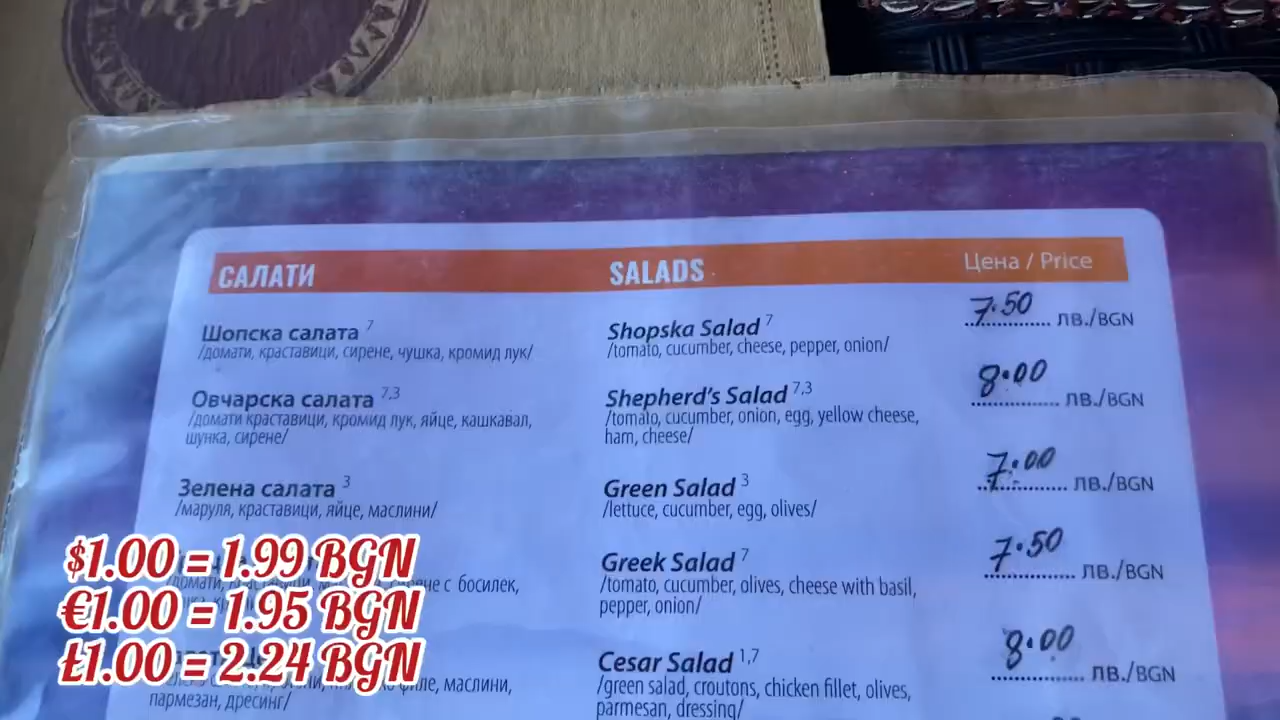 САЛАТИ SALADS Цена / Price
Шопска салата 7 Shopska Salad 7 7.50 лв./BGN
/домати, краставици, сирене, чушка, кромид лук/ /tomato, cucumber, cheese, pepper, onion/
Овчарска салата 7,3 Shepherd's Salad 7,3 8.00 лв./BGN
/домати краставици, кромид лук, яйце, кашкавал, /tomato, cucumber, onion, egg, yellow cheese,
шунка, сирене/ ham, cheese/
Зелена салата 3 Green Salad 3 7.00 лв./BGN
/маруля, краставици, яйце, маслини/ /lettuce, cucumber, egg, olives/
Greek Salad 7 7.50 лв./BGN
/домати, с босилек, /tomato, cucumber, olives, cheese with basil,
pepper, onion/
Cesar Salad 1,7 8.00 лв./BGN
филе, маслини, /green salad, croutons, chicken fillet, olives,
пармезан, дресинг/ parmesan, dressing/
$1.00 = 1.99 BGN
€1.00 = 1.95 BGN
£1.00 = 2.24 BGN